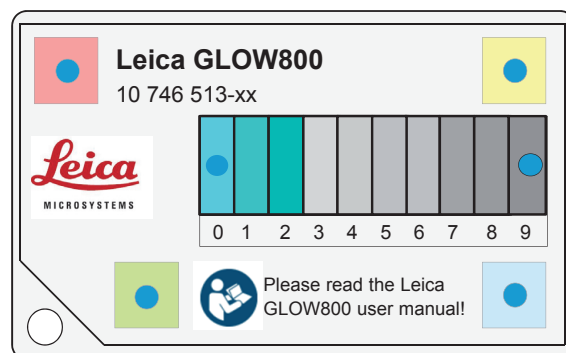 Leica GLOW800
10 746 513-xx
Leica
MICROSYSTEMS
0 1 2 3 4 5 6 7 8 9
Please read the Leica
GLOW800 user manual!